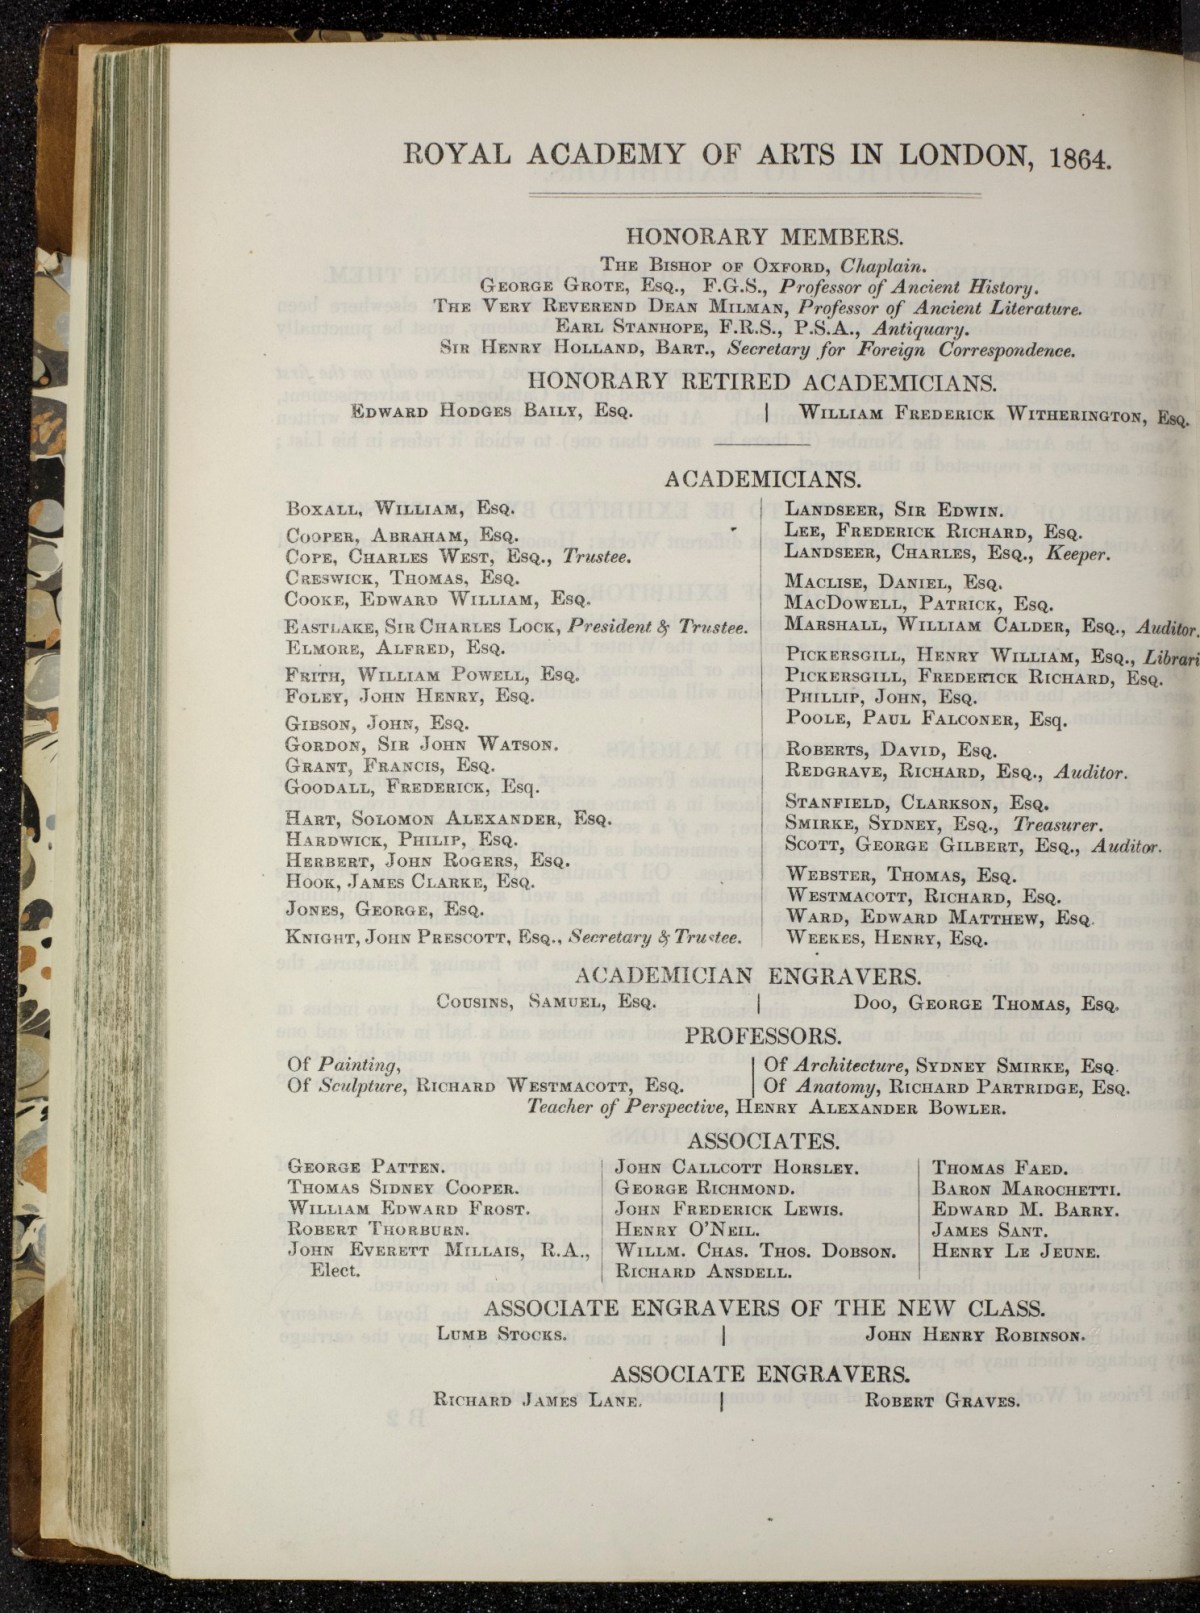 ROYAL ACADEMY OF ARTS IN LONDON, 1864.
HONORARY MEMBERS.
The Bishop of Oxford, Chaplain.
George Grote, Esq., F.G.S., Professor of Ancient History.
The Very Reverend Dean Milman, Professor of Ancient Literature.
Earl Stanhope, F.R.S., P.S.A., Antiquary.
Sir Henry Holland, Bart., Secretary for Foreign Correspondence.
HONORARY RETIRED ACADEMICIANS.
Edward Hodges Baily, Esq. | William Frederick Witherington, Esq.
ACADEMICIANS.
Boxall, William, Esq.
Cooper, Abraham, Esq.
Cope, Charles West, Esq., Trustee.
Creswick, Thomas, Esq.
Cooke, Edward William, Esq.
Eastlake, Sir Charles Lock, President & Trustee.
Elmore, Alfred, Esq.
Frith, William Powell, Esq.
Foley, John Henry, Esq.
Gibson, John, Esq.
Gordon, Sir John Watson.
Grant, Francis, Esq.
Goodall, Frederick, Esq.
Hart, Solomon Alexander, Esq.
Hardwick, Philip, Esq.
Herbert, John Rogers, Esq.
Hook, James Clarke, Esq.
Jones, George, Esq.
Knight, John Prescott, Esq., Secretary & Trustee.
Landseer, Sir Edwin.
Lee, Frederick Richard, Esq.
Landseer, Charles, Esq., Keeper.
Maclise, Daniel, Esq.
MacDowell, Patrick, Esq.
Marshall, William Calder, Esq., Auditor.
Pickersgill, Henry William, Esq., Librari
Pickersgill, Frederick Richard, Esq.
Phillip, John, Esq.
Poole, Paul Falconer, Esq.
Roberts, David, Esq.
Redgrave, Richard, Esq., Auditor.
Stanfield, Clarkson, Esq.
Smirke, Sydney, Esq., Treasurer.
Scott, George Gilbert, Esq., Auditor.
Webster, Thomas, Esq.
Westmacott, Richard, Esq.
Ward, Edward Matthew, Esq.
Weekes, Henry, Esq.
ACADEMICIAN ENGRAVERS.
Cousins, Samuel, Esq. | Doo, George Thomas, Esq.
PROFESSORS.
Of Painting,
Of Sculpture, Richard Westmacott, Esq.
Of Architecture, Sydney Smirke, Esq.
Of Anatomy, Richard Partridge, Esq.
Teacher of Perspective, Henry Alexander Bowler.
ASSOCIATES.
George Patten.
Thomas Sidney Cooper.
William Edward Frost.
Robert Thorburn.
John Everett Millais, R.A.,
Elect.
John Callcott Horsley.
George Richmond.
John Frederick Lewis.
Henry O'Neil.
Willm. Chas. Thos. Dobson.
Richard Ansdell.
Thomas Faed.
Baron Marochetti.
Edward M. Barry.
James Sant.
Henry Le Jeune.
ASSOCIATE ENGRAVERS OF THE NEW CLASS.
Lumb Stocks. | John Henry Robinson.
ASSOCIATE ENGRAVERS.
Richard James Lane. | Robert Graves.